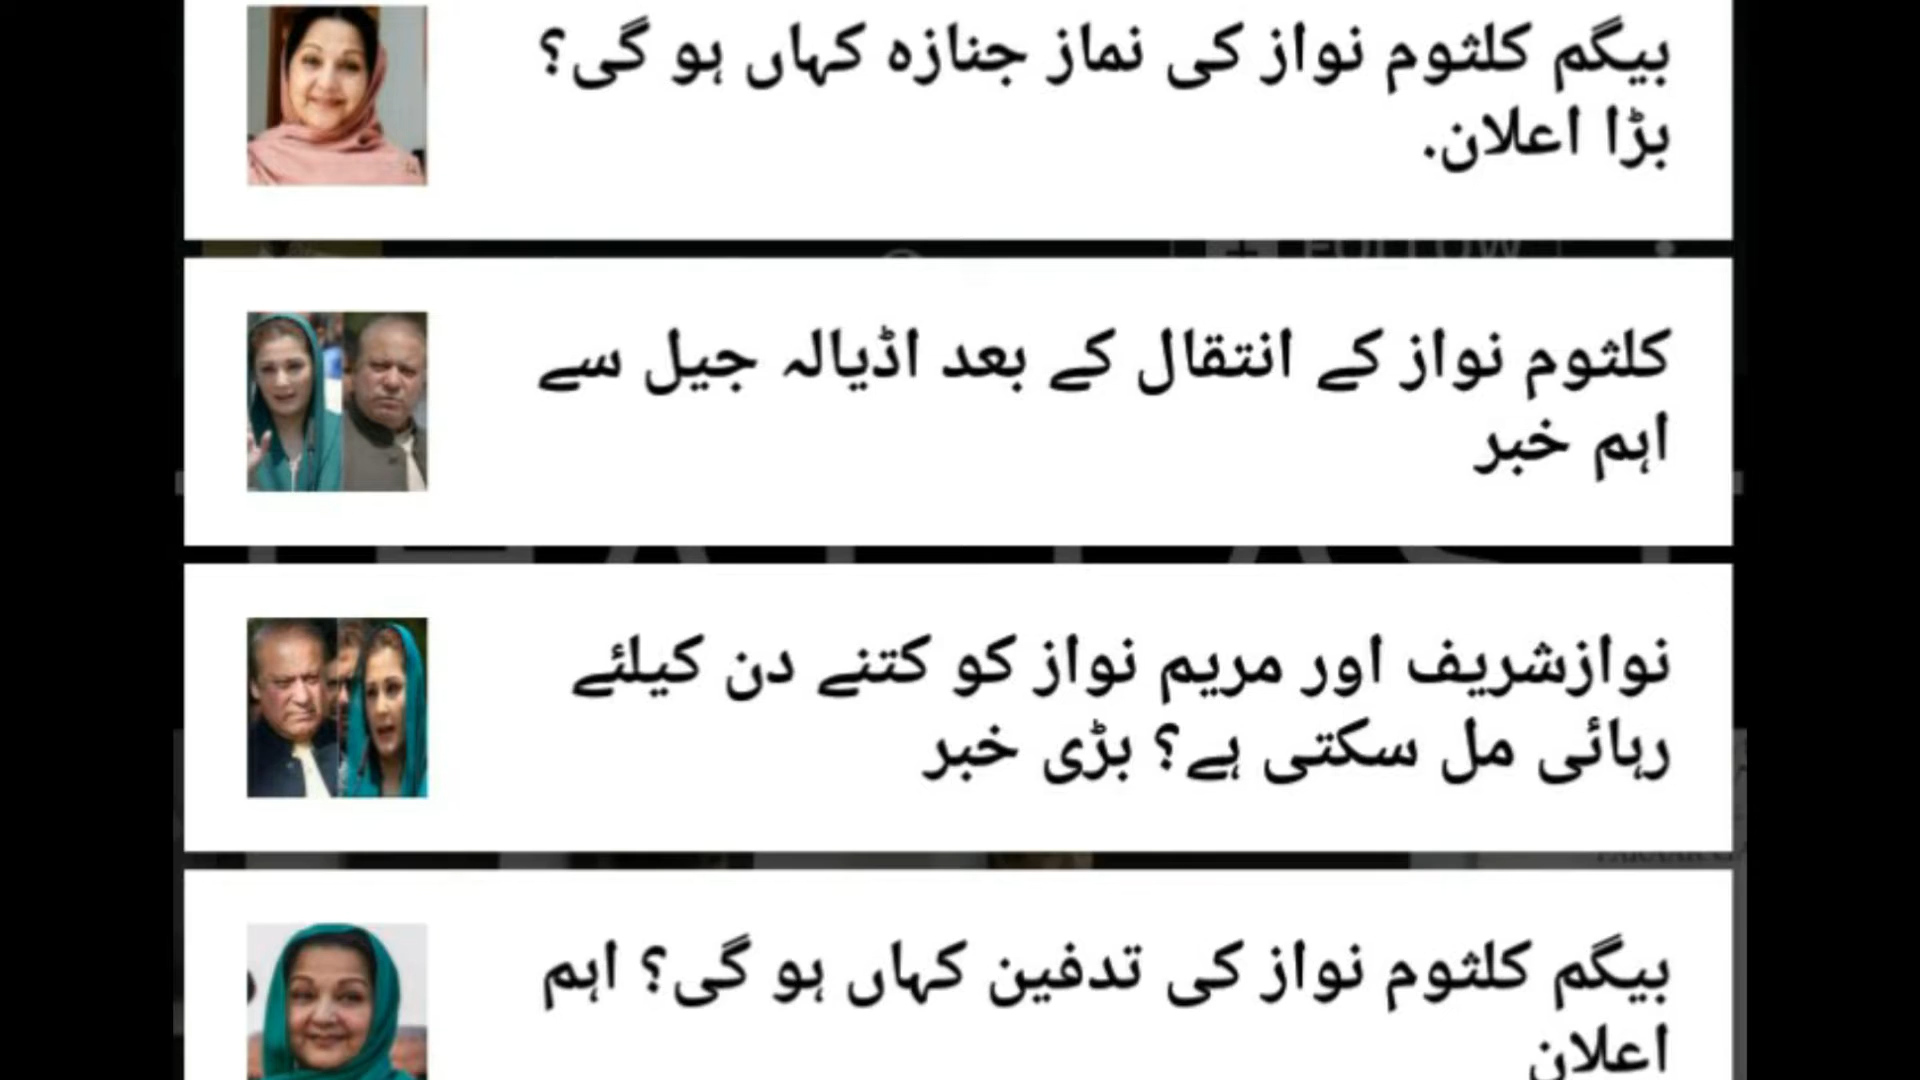 بیگم کلثوم نواز کی نماز جنازہ کہاں ہو گی؟
بڑا اعلان.
FOLLOW
کلثوم نواز کے انتقال کے بعد اڈیالہ جیل سے
اہم خبر
نوازشریف اور مریم نواز کو کتنے دن کیلئے
رہائی مل سکتی ہے؟ بڑی خبر
بیگم کلثوم نواز کی تدفین کہاں ہو گی؟ اہم
اعلان